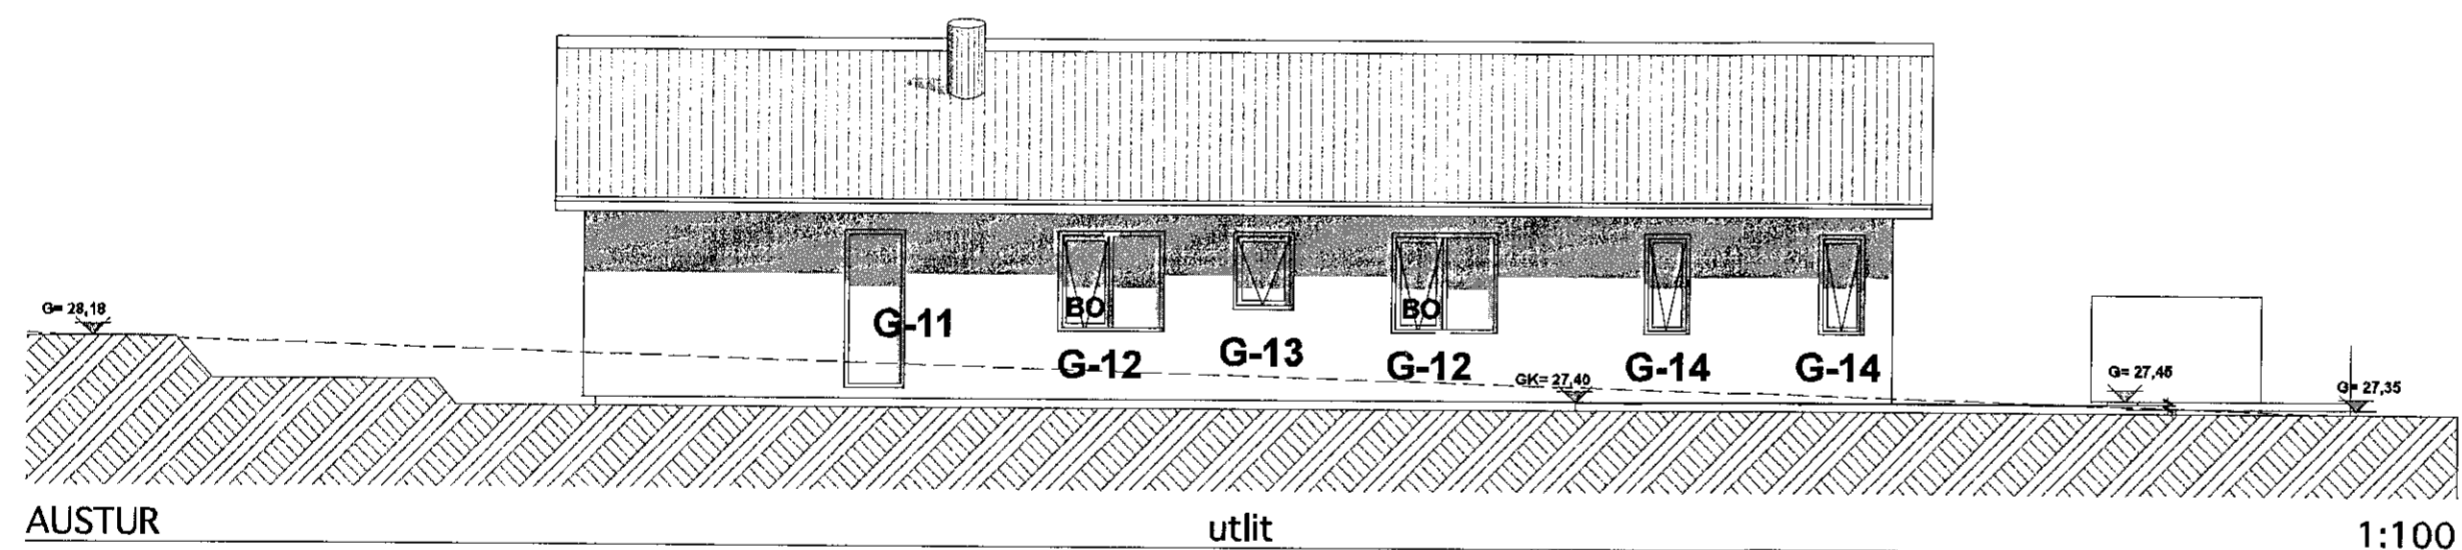 G= 28,18
G-11
BO
G-12
G-13
BO
G-12
G-14
G-14
GK= 27,40
G= 27,45
G= 27,35
AUSTUR
utlit
1:100